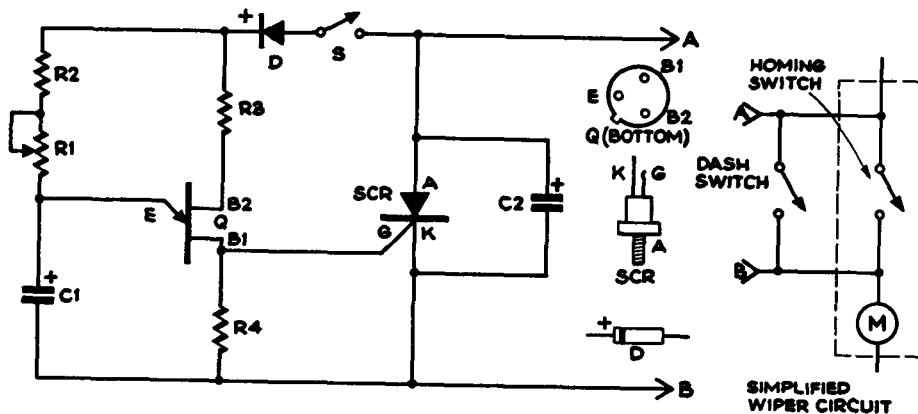 +
D
S
A
R2
R1
R3
E
B2
Q
B1
C1
+
R4
SCR
A
G
K
C2
+
B
B1
E
B2
Q (BOTTOM)
K
G
A
SCR
+
D
HOMING
SWITCH
A
DASH
SWITCH
B
M
SIMPLIFIED
WIPER CIRCUIT